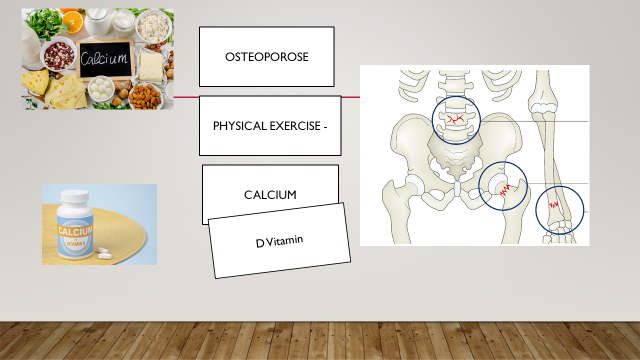 Calcium
OSTEOPOROSE
PHYSICAL EXERCISE -
CALCIUM
D Vitamin
CALCIUM